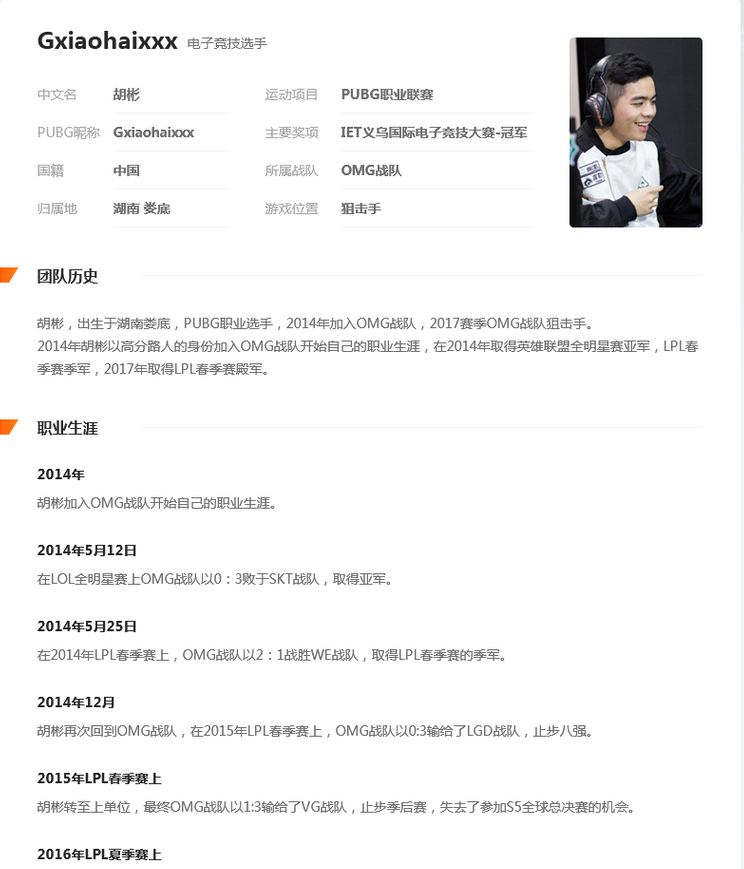 Gxiaohaixxx 电子竞技选手
中文名 胡彬 运动项目 PUBG职业联赛
PUBG昵称 Gxiaohaixxx 主要奖项 IET义乌国际电子竞技大赛-冠军
国籍 中国 所属战队 OMG战队
归属地 湖南 娄底 游戏位置 狙击手
团队历史
胡彬，出生于湖南娄底，PUBG职业选手，2014年加入OMG战队，2017赛季OMG战队狙击手。
2014年胡彬以高分路人的身份加入OMG战队开始自己的职业生涯，在2014年取得英雄联盟全明星赛亚军，LPL春
季赛季军，2017年取得LPL春季赛殿军。
职业生涯
2014年
胡彬加入OMG战队开始自己的职业生涯。
2014年5月12日
在LOL全明星赛上OMG战队以0：3败于SKT战队，取得亚军。
2014年5月25日
在2014年LPL春季赛上，OMG战队以2：1战胜WE战队，取得LPL春季赛的季军。
2014年12月
胡彬再次回到OMG战队，在2015年LPL春季赛上，OMG战队以0:3输给了LGD战队，止步八强。
2015年LPL春季赛上
胡彬转至上单位，最终OMG战队以1:3输给了VG战队，止步季后赛，失去了参加S5全球总决赛的机会。
2016年LPL夏季赛上